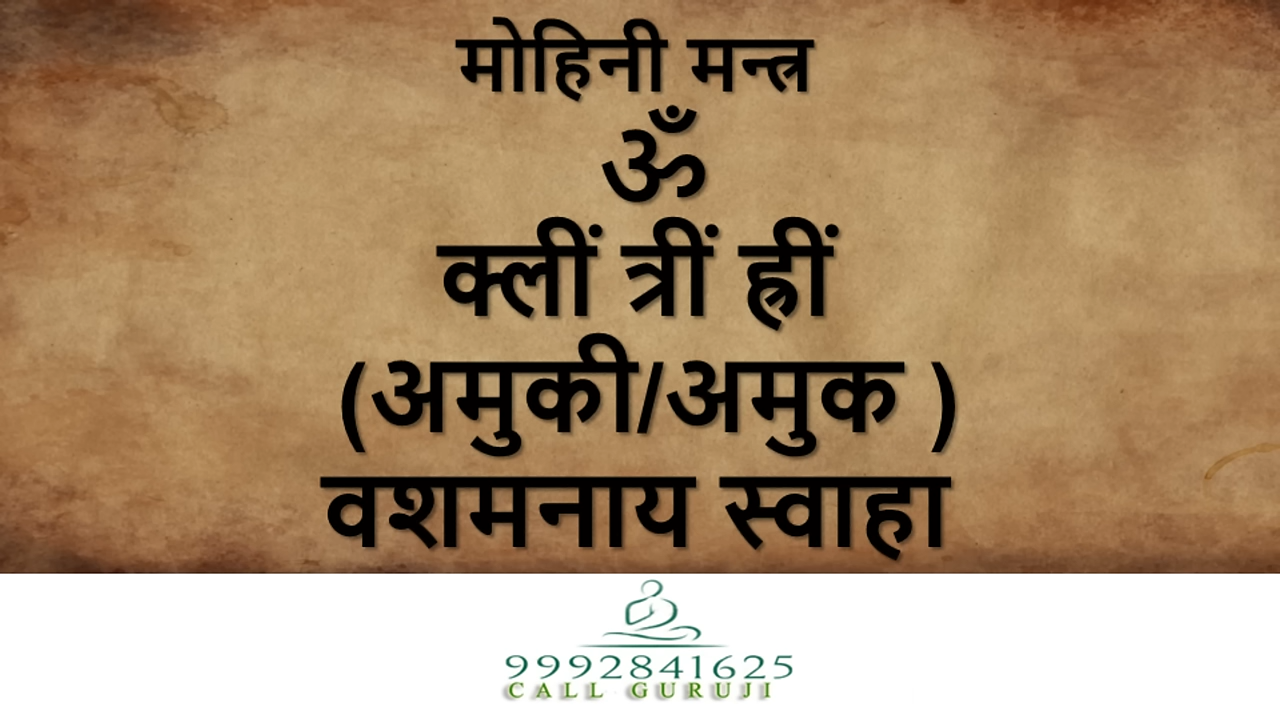 मोहिनी मन्त्र
ॐ
क्लीं त्रीं ह्रीं
(अमुकी/अमुक )
वशमनाय स्वाहा
9992841625
CALL GURUJI